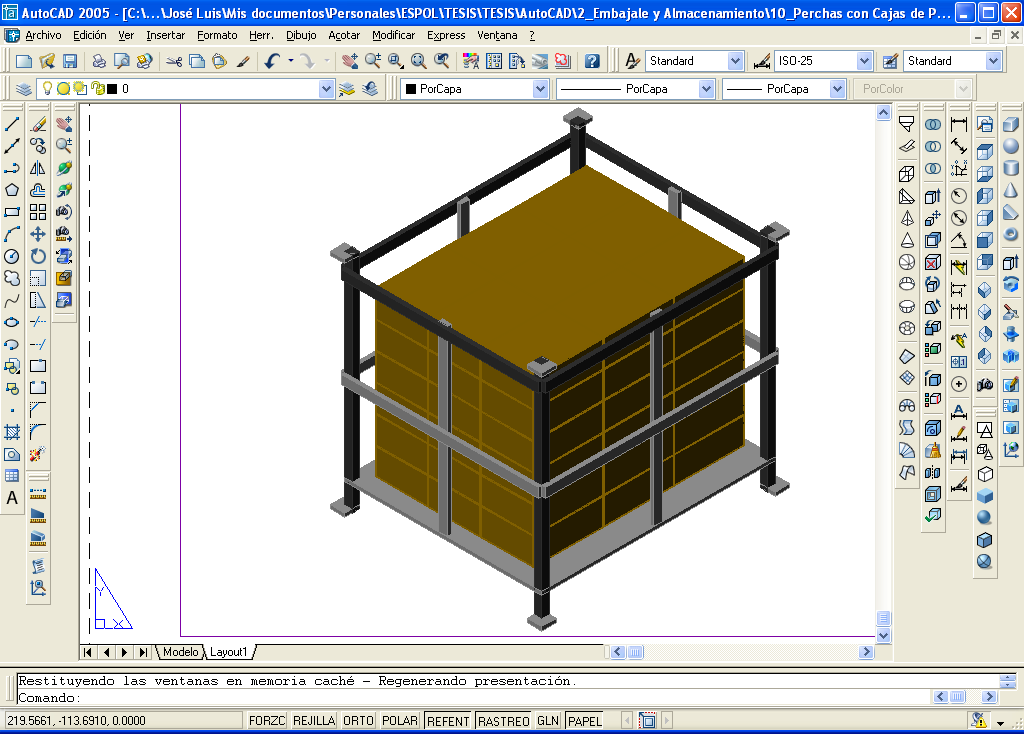 AutoCAD 2005 - [C:\...\José Luis\Mis documentos\Personales\ESPOL\TESIS\TESIS\AutoCAD\2_Embajale y Almacenamiento\10_Perchas con Cajas de P...
Archivo Edición Ver Insertar Formato Herr. Dibujo Acotar Modificar Express Ventana ?
Standard ISO-25 Standard
0 PorCapa PorCapa PorCapa PorColor
A
Y
X
Modelo Layout1
Restituyendo las ventanas en memoria caché - Regenerando presentación.
Comando:
219.5661, -113.6910, 0.0000 FORZC REJILLA ORTO POLAR REFENT RASTREO GLN PAPEL